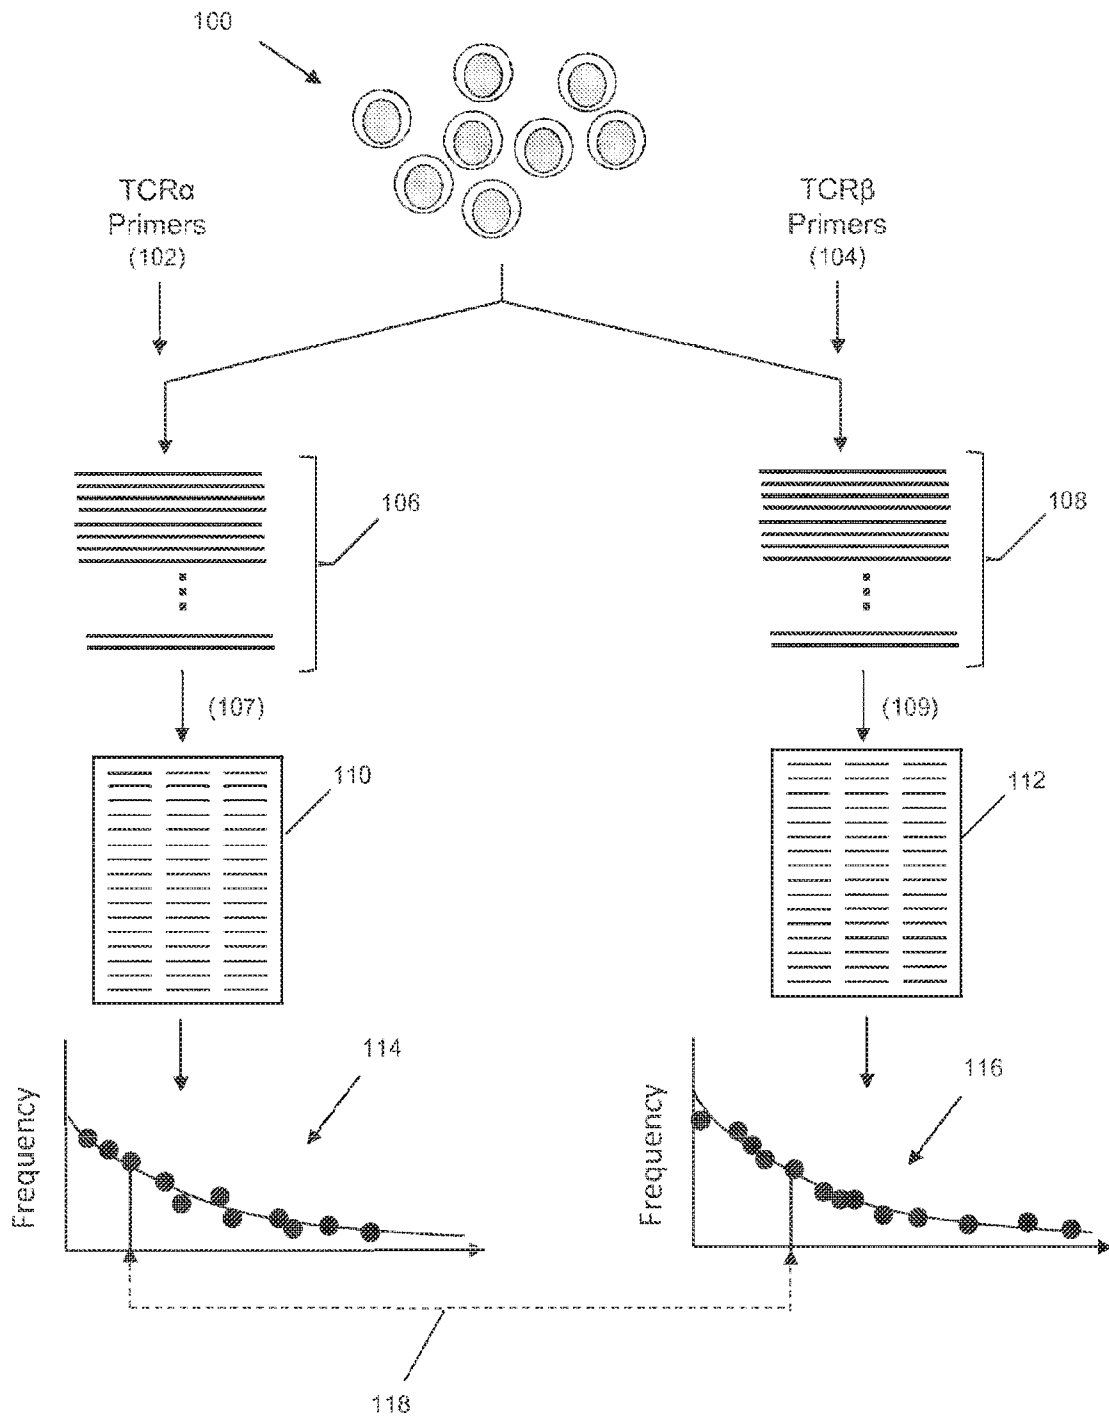 100
TCRα
Primers
(102)
TCRβ
Primers
(104)
106
108
(107)
(109)
110
112
114
116
Frequency
Frequency
118